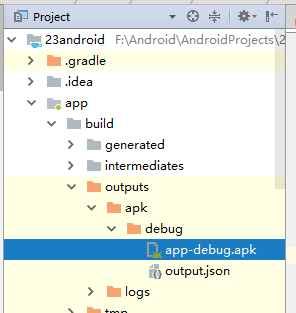 Project
23android F:\Android\AndroidProjects\2
.gradle
.idea
app
build
generated
intermediates
outputs
apk
debug
app-debug.apk
output.json
logs
tmp